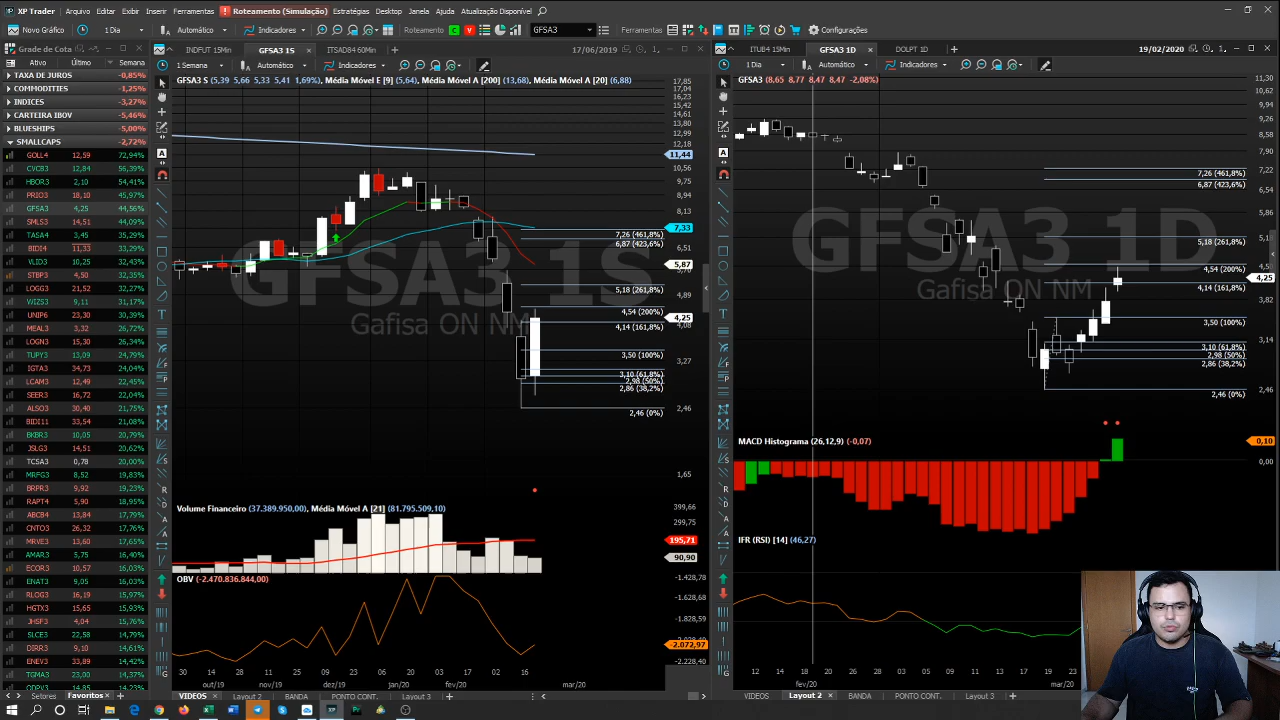 XP Trader
Arquivo Exibir Inserir Ferramentas Roteamento (Simulação) Estratégias Desktop Janela Ajuda Atualização Disponível
Novo Gráfico 1 Dia Automático Indicadores Roteamento C V GFSA3 Ferramentas Configurações
Grade de Cota
INDFUT 15Min GFSA3 1S ITSAD84 60Min 17/06/2019
ITUB4 15Min GFSA3 1D DOLPT 1D 19/02/2020
Ativo Último Semana
1 Semana Automático Indicadores
1 Dia Automático Indicadores
TAXA DE JUROS -0,85%
COMMODITIES -1,25%
INDICES -3,27%
CARTEIRA IBOV -5,46%
BLUESHIPS -5,00%
SMALLCAPS -2,72%
GOLL4 12,59 72,94%
CVCB3 12,84 56,39%
HBOR3 2,10 54,41%
PRIO3 18,10 45,97%
GFSA3 4,25 44,56%
SMLS3 14,51 44,09%
TASA4 3,45 42,39%
BIDI4 11,33 33,29%
VLID3 10,25 32,43%
STBP3 4,50 32,35%
LOGG3 21,52 31,46%
WIZS3 9,11 31,17%
UNIP6 23,30 30,39%
MEAL3 3,32 26,72%
LOGN3 15,30 26,34%
TUPY3 13,09 24,79%
IGTA3 34,73 24,04%
LCAM3 12,49 22,45%
SEER3 16,72 22,04%
ALSO3 30,40 21,75%
BIDI11 33,54 21,08%
BKBR3 10,05 20,79%
JSLG3 14,51 20,62%
TCSA3 0,78 20,00%
MRFG3 8,52 19,83%
BRPR3 9,92 19,23%
RAPT4 5,90 18,95%
ABCB4 13,84 17,76%
CNTO3 26,32 17,76%
MRVE3 13,60 17,65%
AMAR3 5,75 16,40%
ECOR3 10,57 16,03%
ENAT3 9,05 16,03%
RLOG3 16,19 15,97%
HGTX3 15,65 15,93%
JHSF3 4,04 15,76%
SLCE3 22,58 14,79%
DIRR3 9,10 14,61%
ENEV3 33,89 14,42%
TGMA3 23,00 14,37%
Setores Favoritos
GFSA3 S (5,39 5,66 5,33 5,41 1,69%), Média Móvel E [9] (5,64), Média Móvel A [200] (13,68), Média Móvel A [20] (6,88)
17,85
17,04
16,23
15,42
14,61
13,80
12,99
12,18
11,44
10,56
9,75
8,94
8,13
7,33
6,51
5,87
4,89
4,25
4,08
3,27
2,46
1,65
7,26 (461,8%)
6,87 (423,6%)
5,18 (261,8%)
4,54 (200%)
4,14 (161,8%)
3,50 (100%)
3,10 (61,8%)
2,98 (50%)
2,86 (38,2%)
2,46 (0%)
GFSA3 1S
Gafisa ON NM
Volume Financeiro (37.389.950,00), Média Móvel A [21] (81.795.509,10)
399,66
299,75
195,71
90,90
OBV (-2.470.836.844,00)
-1.428,78
-1.628,68
-1.828,59
-2.072,97
-2.228,40
30 14 28 11 25 09 23 06 20 03 17 02 16
out/19 nov/19 dez/19 jan/20 fev/20 mar/20
VIDEOS Layout 2 BANDA PONTO CONT. Layout 3
GFSA3 (8,65 8,77 8,47 8,47 -2,08%)
11,30
10,62
9,94
9,26
7,90
7,22
6,54
5,1
4,25
3,82
3,14
2,46
7,26 (461,8%)
6,87 (423,6%)
5,18 (261,8%)
4,54 (200%)
4,14 (161,8%)
3,50 (100%)
3,10 (61,8%)
2,98 (50%)
2,86 (38,2%)
2,46 (0%)
GFSA3 1D
Gafisa ON NM
MACD Histograma (26,12,9) (-0,07)
0,10
0,00
IFR (RSI) [14] (46,27)
12 14 18 20 24 28 03 05 09 11 13 17 19 23
fev/20 mar/20
VIDEOS Layout 2 BANDA PONTO CONT. Layout 3